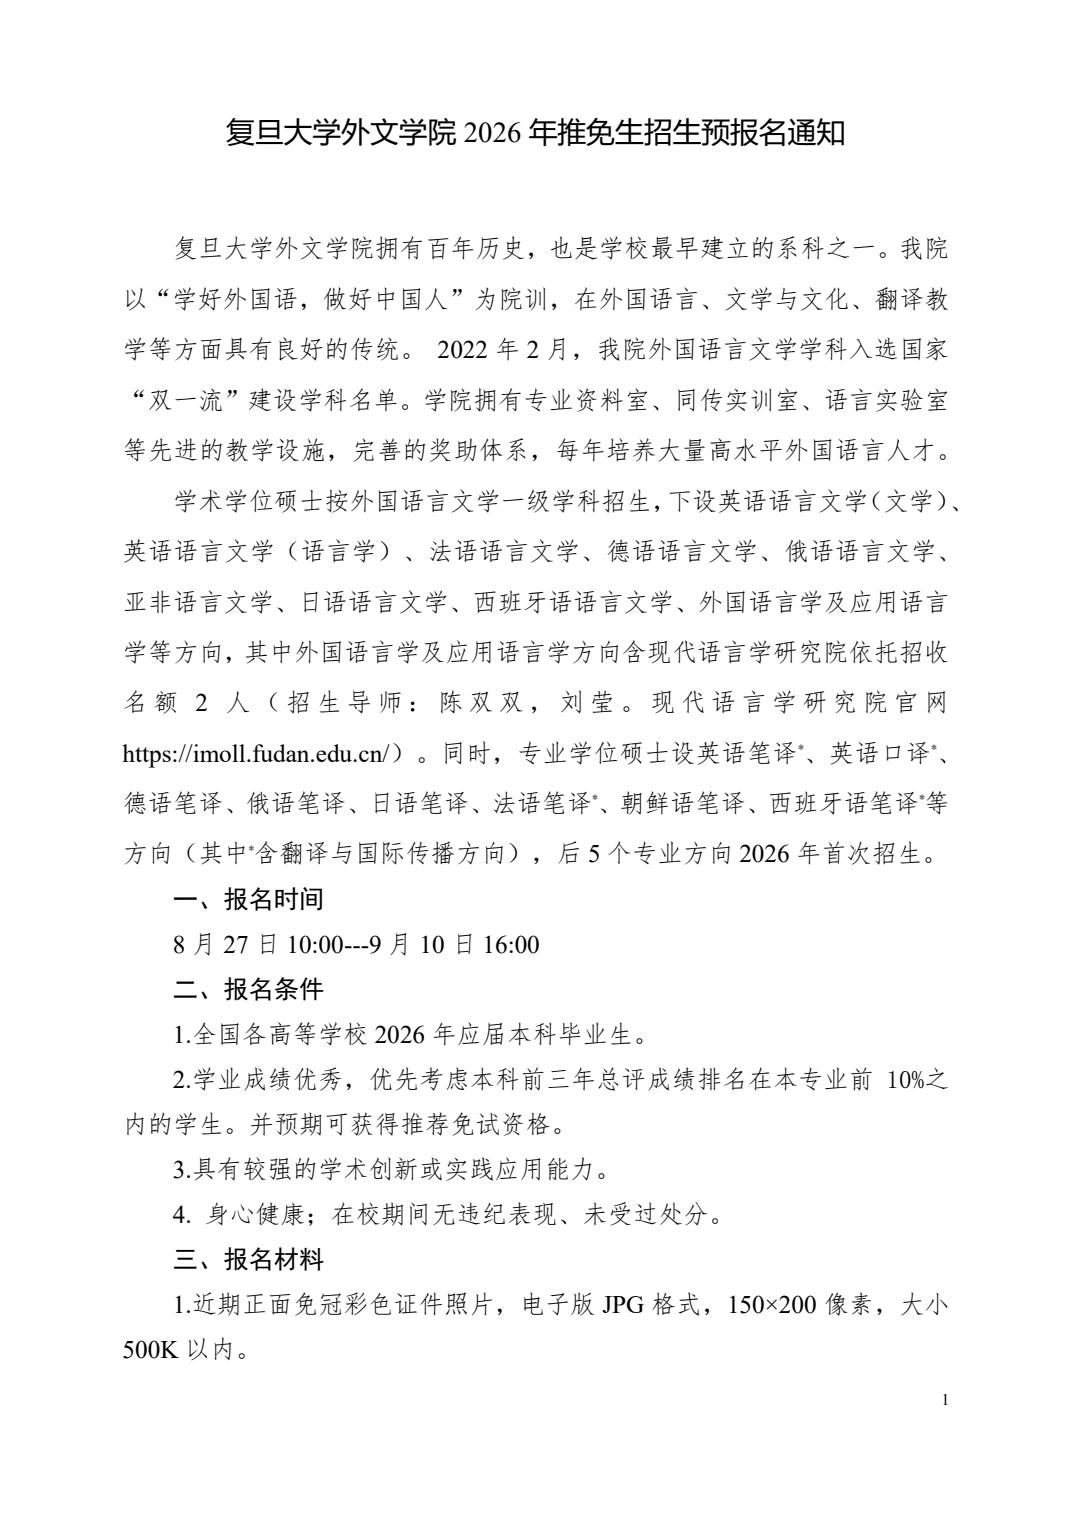 复旦大学外文学院 2026 年推免生招生预报名通知
复旦大学外文学院拥有百年历史，也是学校最早建立的系科之一。我院
以“学好外国语，做好中国人”为院训，在外国语言、文学与文化、翻译教
学等方面具有良好的传统。 2022 年 2 月，我院外国语言文学学科入选国家
“双一流”建设学科名单。学院拥有专业资料室、同传实训室、语言实验室
等先进的教学设施，完善的奖助体系，每年培养大量高水平外国语言人才。
学术学位硕士按外国语言文学一级学科招生，下设英语语言文学（文学）、
英语语言文学（语言学）、法语语言文学、德语语言文学、俄语语言文学、
亚非语言文学、日语语言文学、西班牙语语言文学、外国语言学及应用语言
学等方向，其中外国语言学及应用语言学方向含现代语言学研究院依托招收
名额 2 人（招生导师：陈双双，刘莹。现代语言学研究院官网
https://imoll.fudan.edu.cn/）。同时，专业学位硕士设英语笔译*、英语口译*、
德语笔译、俄语笔译、日语笔译、法语笔译*、朝鲜语笔译、西班牙语笔译*等
方向（其中*含翻译与国际传播方向），后 5 个专业方向 2026 年首次招生。
一、报名时间
8 月 27 日 10:00---9 月 10 日 16:00
二、报名条件
1.全国各高等学校 2026 年应届本科毕业生。
2.学业成绩优秀，优先考虑本科前三年总评成绩排名在本专业前 10%之
内的学生。并预期可获得推荐免试资格。
3.具有较强的学术创新或实践应用能力。
4. 身心健康；在校期间无违纪表现、未受过处分。
三、报名材料
1.近期正面免冠彩色证件照片，电子版 JPG 格式，150×200 像素，大小
500K 以内。
1